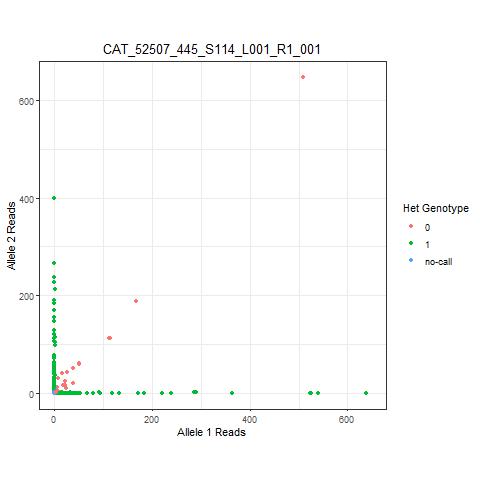 CAT_52507_445_S114_L001_R1_001
600
400
200
0
Allele 2 Reads
0
200
400
600
Allele 1 Reads
Het Genotype
0
1
no-call